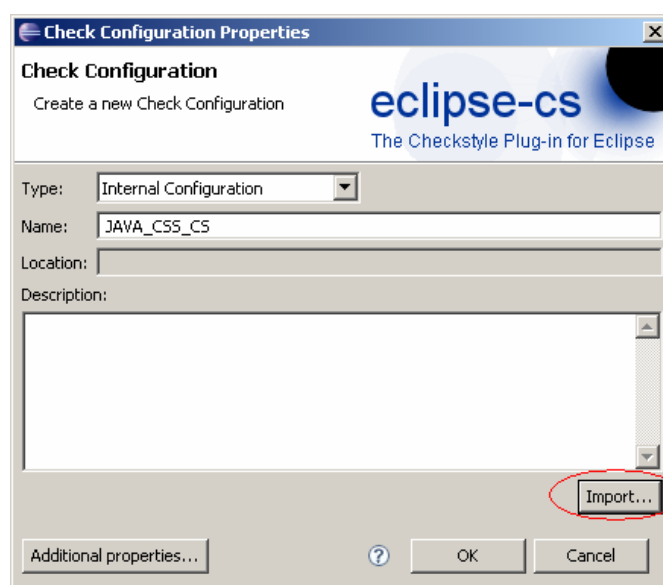 Check Configuration Properties
Check Configuration
Create a new Check Configuration
eclipse-cs
The Checkstyle Plug-in for Eclipse
Type: Internal Configuration
Name: JAVA_CSS_CS
Location:
Description:
Import...
Additional properties... ? OK Cancel